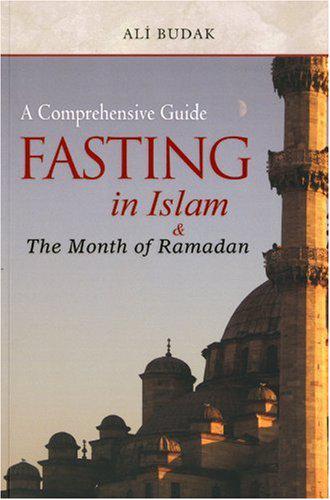 ALİ BUDAK
A Comprehensive Guide
FASTING
in Islam
&
The Month of Ramadan